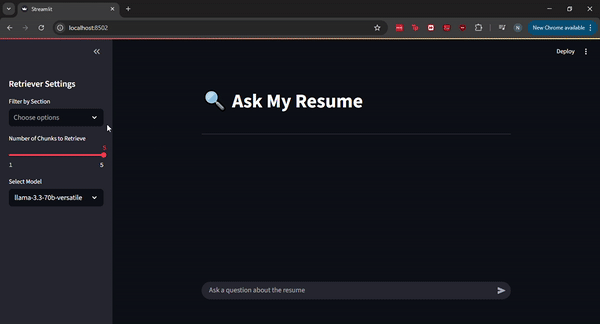 Streamlit
localhost:8502
N
New Chrome available
Deploy
Retriever Settings
Filter by Section
Choose options
Number of Chunks to Retrieve
5
1
5
Select Model
llama-3.3-70b-versatile
Ask My Resume
Ask a question about the resume